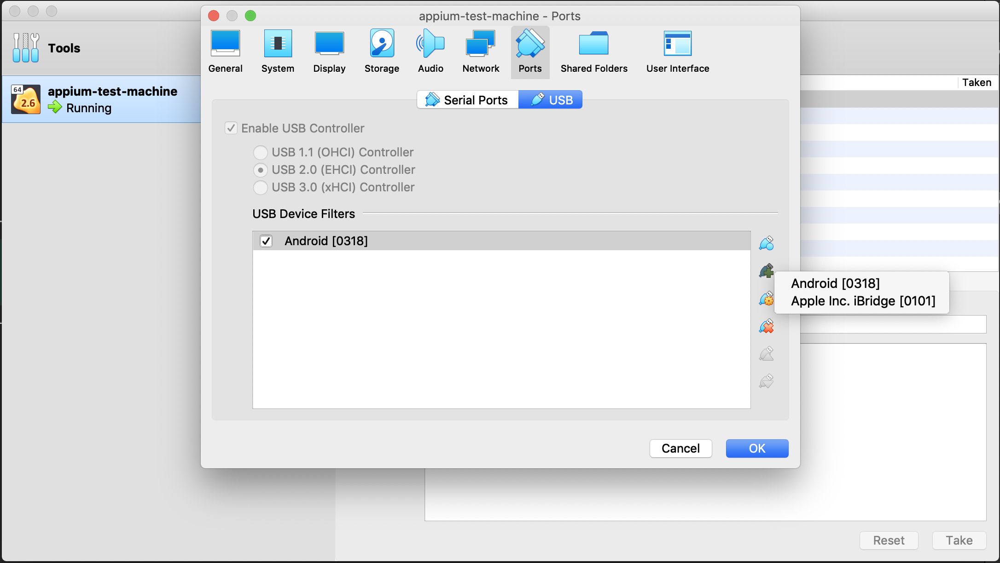 appium-test-machine - Ports
Tools
General
System
Display
Storage
Audio
Network
Ports
Shared Folders
User Interface
Taken
64
2.6
appium-test-machine
Running
Serial Ports
USB
Enable USB Controller
USB 1.1 (OHCI) Controller
USB 2.0 (EHCI) Controller
USB 3.0 (xHCI) Controller
USB Device Filters
Android [0318]
Android [0318]
Apple Inc. iBridge [0101]
Cancel
OK
Reset
Take